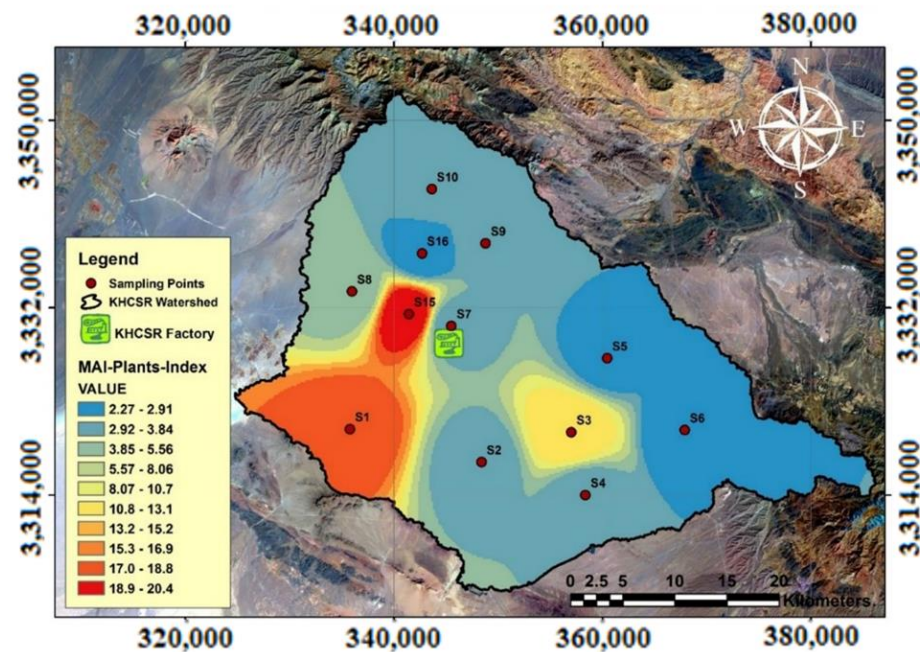 320,000 340,000 360,000 380,000
3,350,000
3,350,000
N
W E
S
S10
S16
S9
Legend
Sampling Points
KHCSR Watershed
KHCSR Factory
MAI-Plants-Index
VALUE
2.27 - 2.91
2.92 - 3.84
3.85 - 5.56
5.57 - 8.06
8.07 - 10.7
10.8 - 13.1
13.2 - 15.2
15.3 - 16.9
17.0 - 18.8
18.9 - 20.4
S8
S15
S7
3,332,000
3,332,000
S5
S1
S3
S6
S2
S4
3,314,000
3,314,000
0 2.5 5 10 15 20
Kilometers
320,000 340,000 360,000 380,000